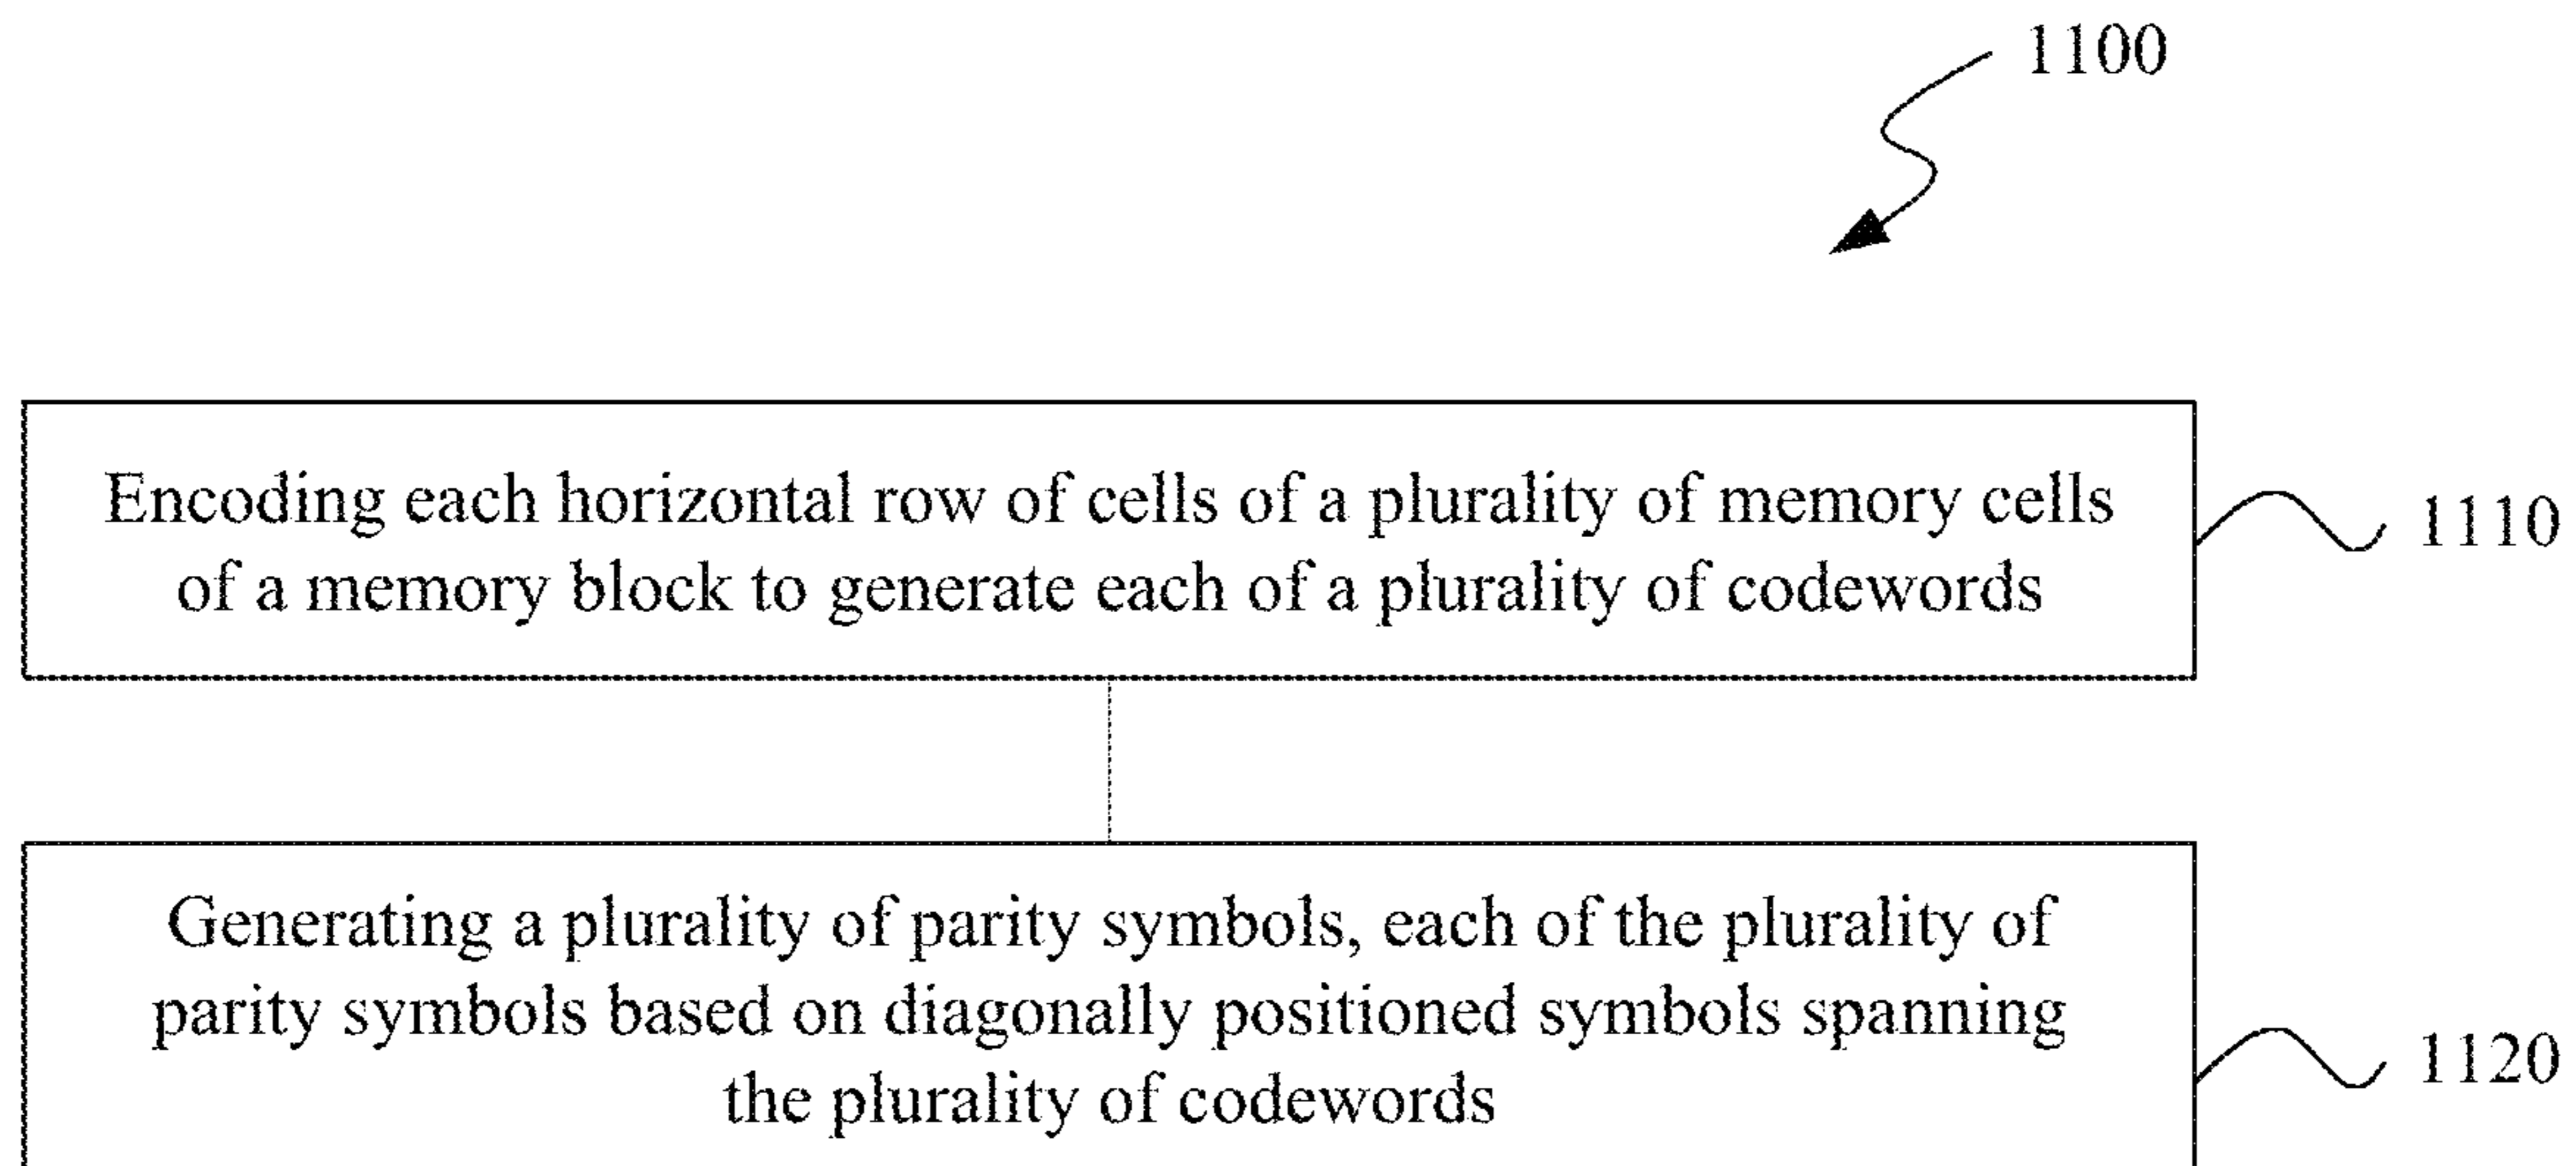 1100
Encoding each horizontal row of cells of a plurality of memory cells
of a memory block to generate each of a plurality of codewords
1110
Generating a plurality of parity symbols, each of the plurality of
parity symbols based on diagonally positioned symbols spanning
the plurality of codewords
1120